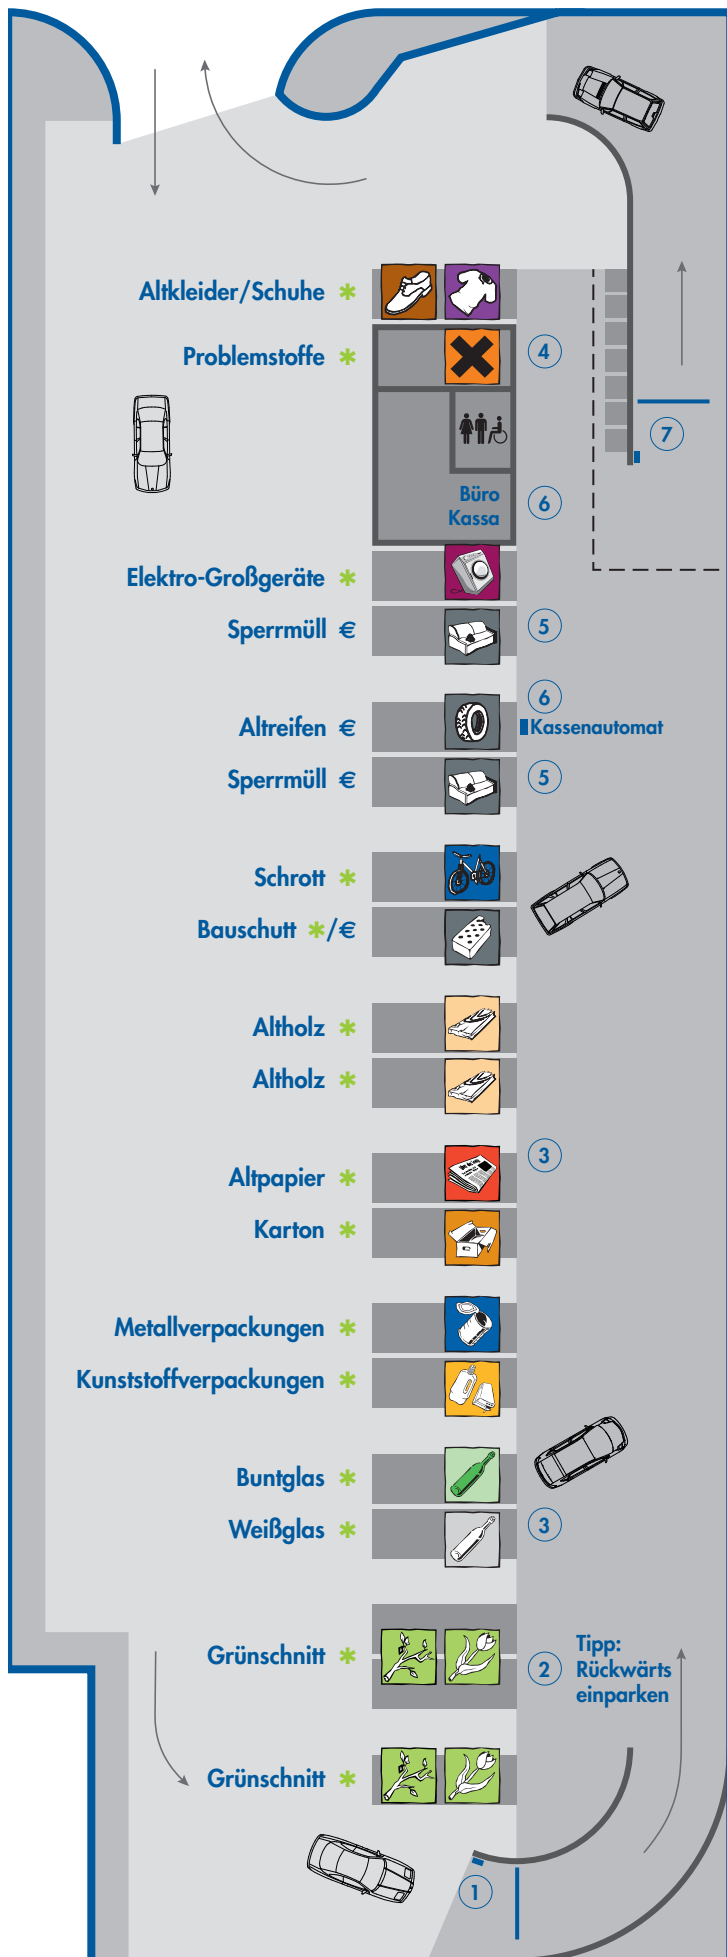 Altkleider/Schuhe *
Problemstoffe *
4
7
Büro
Kassa
6
Elektro-Großgeräte *
Sperrmüll €
5
6
Altreifen €
Kassenautomat
Sperrmüll €
5
Schrott *
Bauschutt */€
Altholz *
Altholz *
3
Altpapier *
Karton *
Metallverpackungen *
Kunststoffverpackungen *
Buntglas *
Weißglas *
3
Grünschnitt *
2
Tipp:
Rückwärts
einparken
Grünschnitt *
1